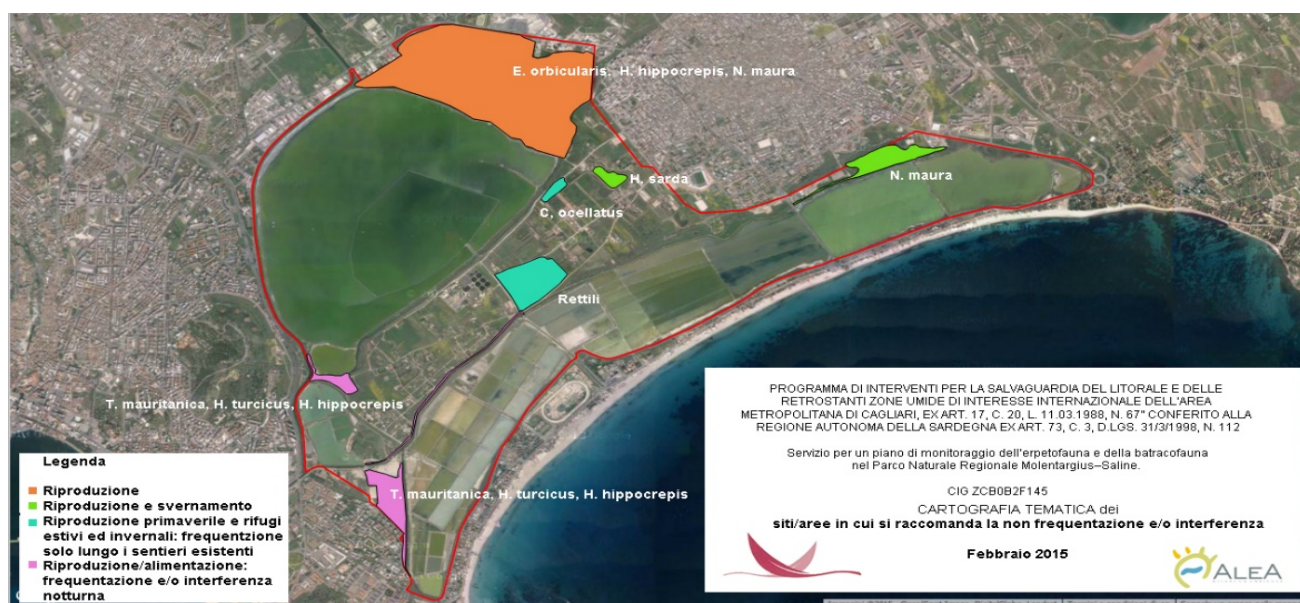 E. orbicularis, H. hippocrepis, N. maura
H. sarda
N. maura
C, ocellatus
Rettili
T. mauritanica, H. turcicus, H. hippocrepis
T. mauritanica, H. turcicus, H. hippocrepis
Legenda
Riproduzione
Riproduzione e svernamento
Riproduzione primaverile e rifugi
estivi ed invernali: frequentzione
solo lungo i sentieri esistenti
Riproduzione/alimentazione:
frequentazione e/o interferenza
notturna
PROGRAMMA DI INTERVENTI PER LA SALVAGUARDIA DEL LITORALE E DELLE
RETROSTANTI ZONE UMIDE DI INTERESSE INTERNAZIONALE DELL'AREA
METROPOLITANA DI CAGLIARI, EX ART. 17, C. 20, L. 11.03.1988, N. 67" CONFERITO ALLA
REGIONE AUTONOMA DELLA SARDEGNA EX ART. 73, C. 3, D.LGS. 31/3/1998, N. 112
Servizio per un piano di monitoraggio dell'erpetofauna e della batracofauna
nel Parco Naturale Regionale Molentargius–Saline.
CIG ZCB0B2F145
CARTOGRAFIA TEMATICA dei
siti/aree in cui si raccomanda la non frequentazione e/o interferenza
Febbraio 2015
ALEA